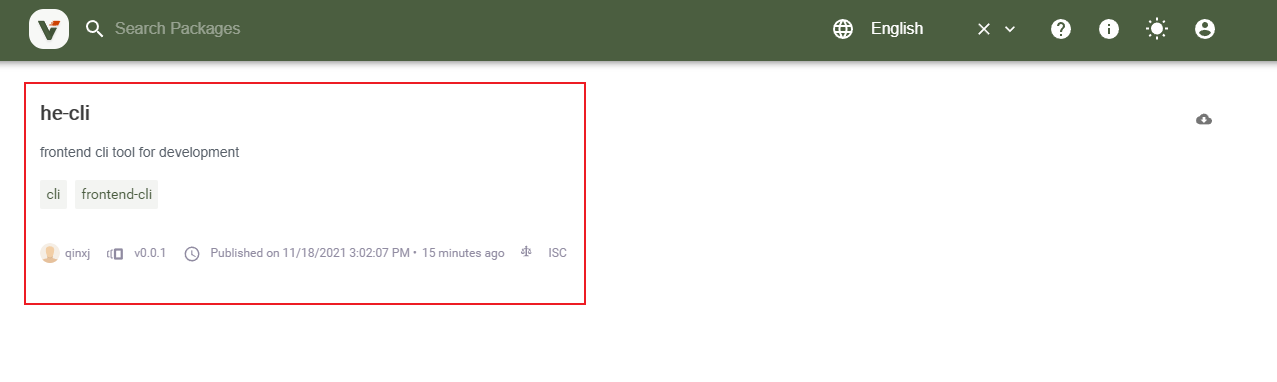 Search Packages
English
he-cli
frontend cli tool for development
cli frontend-cli
qinxj v0.0.1 Published on 11/18/2021 3:02:07 PM • 15 minutes ago ISC